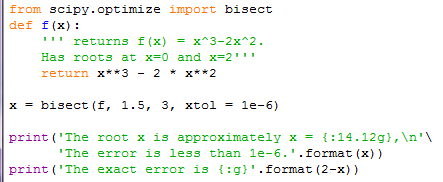 from scipy.optimize import bisect
def f(x):
    ''' returns f(x) = x^3-2x^2.
    Has roots at x=0 and x=2'''
    return x**3 - 2 * x**2

x = bisect(f, 1.5, 3, xtol = 1e-6)

print('The root x is approximately x = {:14.12g},\n'\
      'The error is less than 1e-6.'.format(x))
print('The exact error is {:g}'.format(2-x))